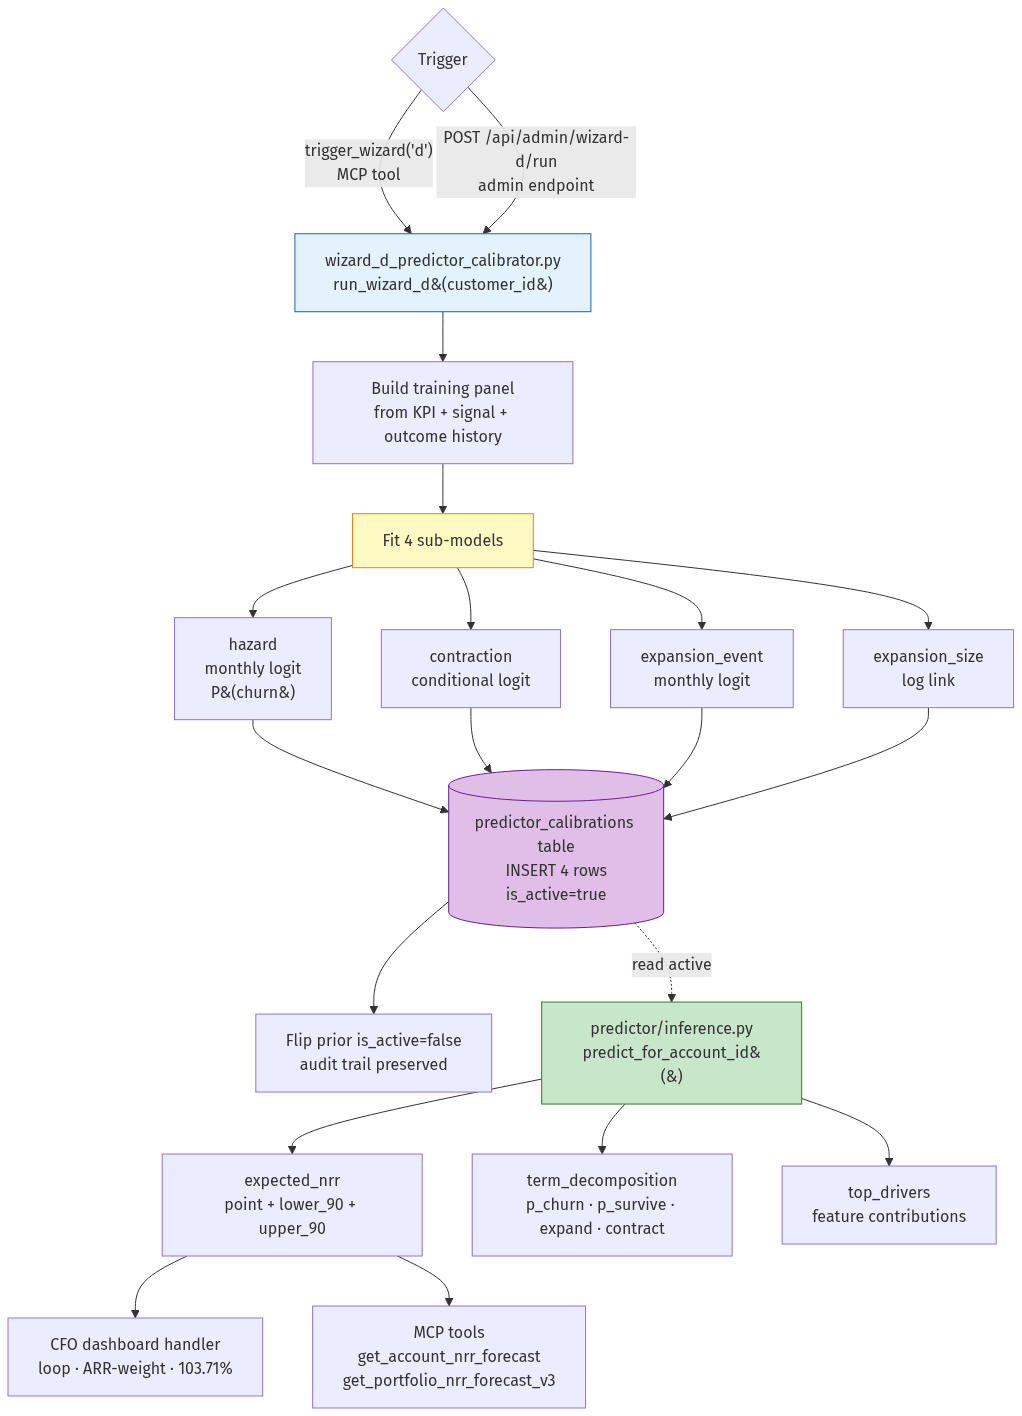 Trigger
trigger_wizard('d')
MCP tool
POST /api/admin/wizard-
d/run
admin endpoint
wizard_d_predictor_calibrator.py
run_wizard_d&(customer_id&)
Build training panel
from KPI + signal +
outcome history
Fit 4 sub-models
hazard
monthly logit
P&(churn&)
contraction
conditional logit
expansion_event
monthly logit
expansion_size
log link
predictor_calibrations
table
INSERT 4 rows
is_active=true
read active
Flip prior is_active=false
audit trail preserved
predictor/inference.py
predict_for_account_id&
(&)
expected_nrr
point + lower_90 +
upper_90
term_decomposition
p_churn · p_survive ·
expand · contract
top_drivers
feature contributions
CFO dashboard handler
loop · ARR-weight · 103.71%
MCP tools
get_account_nrr_forecast
get_portfolio_nrr_forecast_v3